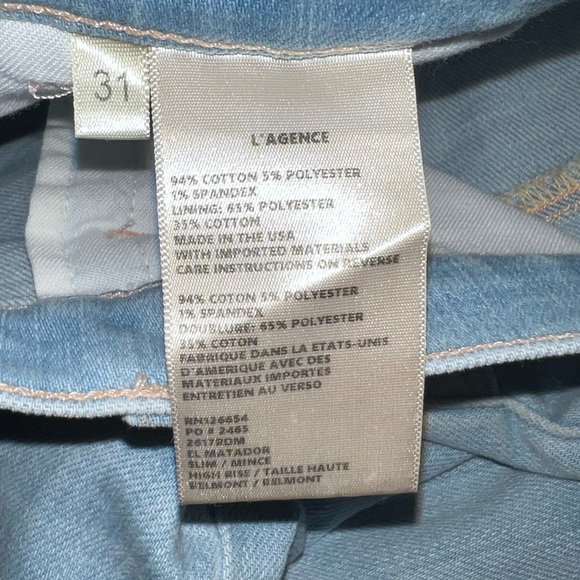 31
L'AGENCE
94% COTTON 5% POLYESTER
1% SPANDEX
LINING: 65% POLYESTER
35% COTTON
MADE IN THE USA
WITH IMPORTED MATERIALS
CARE INSTRUCTIONS ON REVERSE
94% COTON 5% POLYESTER
1% SPANDEX
DOUBLURE: 65% POLYESTER
35% COTON
FABRIQUE DANS LA ETATS-UNIS
D'AMERIQUE AVEC DES
MATERIAUX IMPORTES
ENTRETIEN AU VERSO
RN126654
PO # 2465
2617RDM
EL MATADOR
SLIM / MINCE
HIGH RISE / TAILLE HAUTE
BELMONT / BELMONT